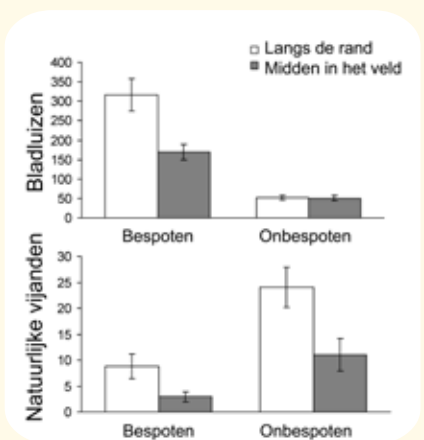 Langs de rand
Midden in het veld
Bladluizen
400
350
300
250
200
150
100
50
0
Bespoten Onbespoten
Natuurlijke vijanden
30
25
20
15
10
5
0
Bespoten Onbespoten